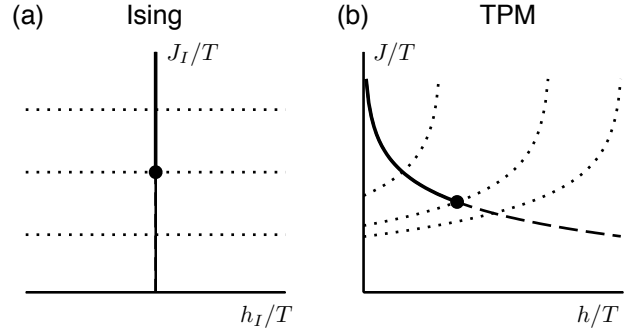 (a) Ising
J_I/T
h_I/T
(b) TPM
J/T
h/T